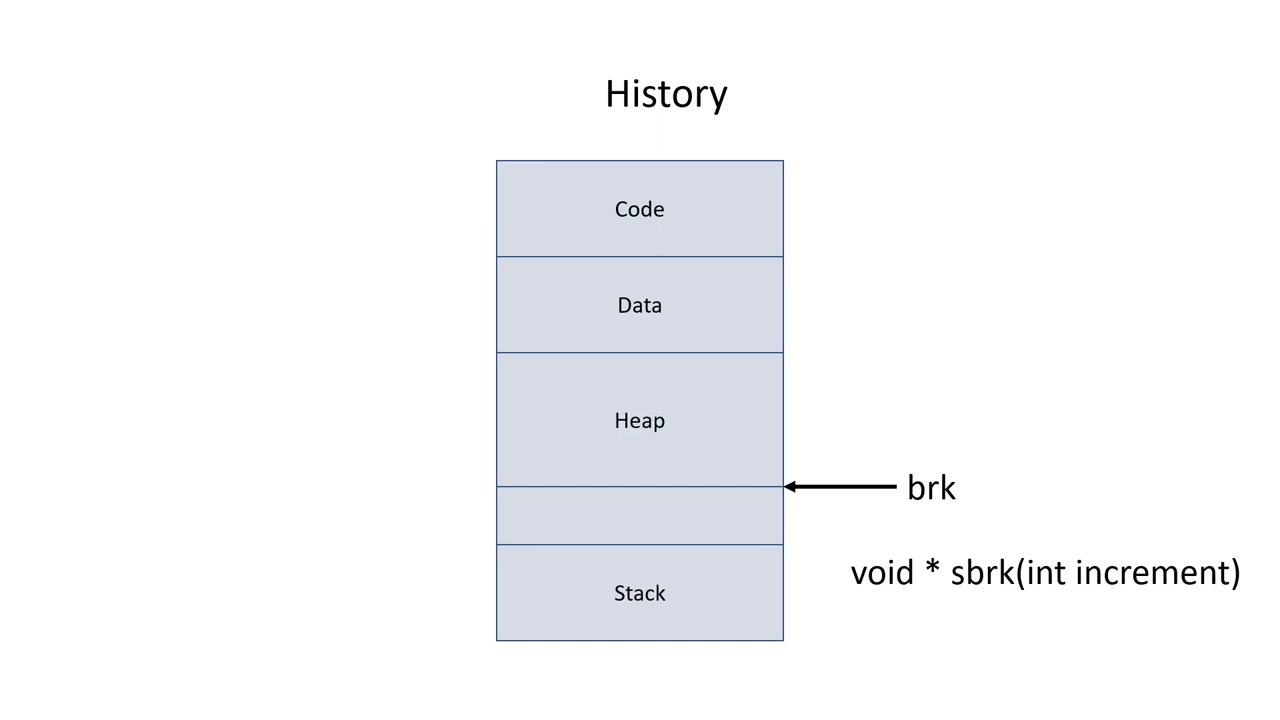 History
Code
Data
Heap
brk
void * sbrk(int increment)
Stack